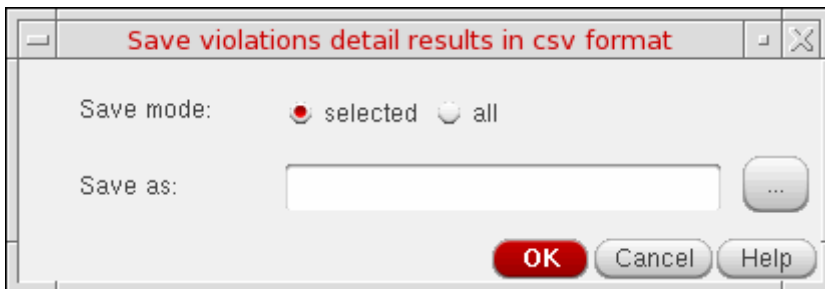 Save violations detail results in csv format
Save mode: selected all
Save as: ...
OK Cancel Help